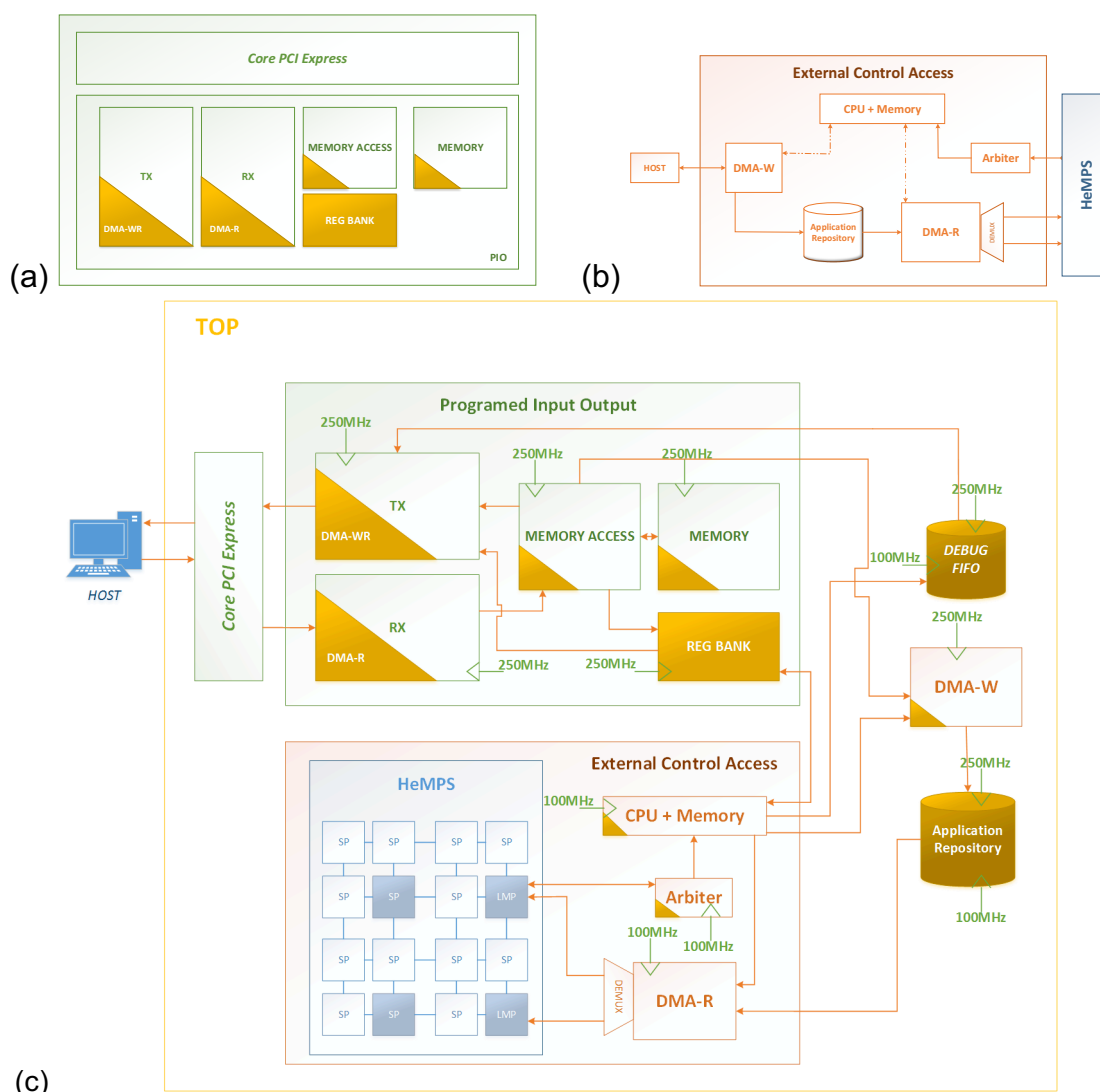 Core PCI Express
TX
RX
MEMORY ACCESS
MEMORY
DMA-WR
DMA-R
REG BANK
PIO
(a)
External Control Access
CPU + Memory
HOST
DMA-W
Arbiter
Application
Repository
DMA-R
DEMUX
HeMPS
(b)
TOP
Programed Input Output
250MHz
250MHz
250MHz
TX
DMA-WR
MEMORY ACCESS
MEMORY
250MHz
100MHz
DEBUG
FIFO
HOST
Core PCI Express
RX
DMA-R
REG BANK
250MHz
250MHz
250MHz
DMA-W
External Control Access
HeMPS
100MHz
CPU + Memory
250MHz
Application
Repository
100MHz
SP
SP
SP
SP
SP
SP
SP
LMP
Arbiter
100MHz
100MHz
SP
SP
SP
SP
SP
SP
SP
LMP
DEMUX
DMA-R
(c)